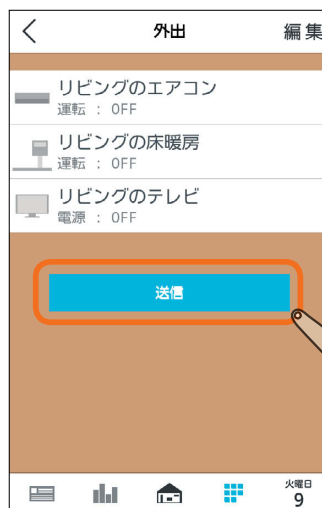 外出
編集
リビングのエアコン
運転 : OFF
リビングの床暖房
運転 : OFF
リビングのテレビ
電源 : OFF
送信
火曜日
9